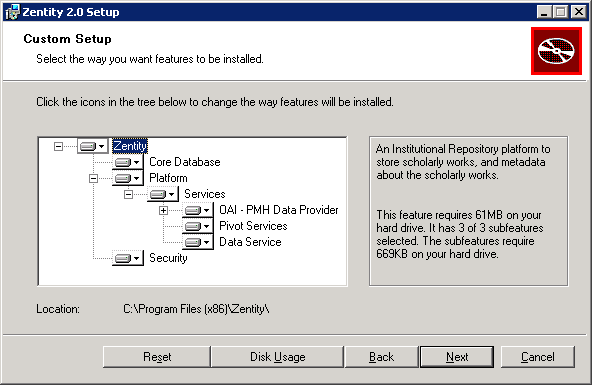 Zentity 2.0 Setup
Custom Setup
Select the way you want features to be installed.
Click the icons in the tree below to change the way features will be installed.
Zentity
Core Database
Platform
Services
OAI - PMH Data Provider
Pivot Services
Data Service
Security
An Institutional Repository platform to
store scholarly works, and metadata
about the scholarly works.
This feature requires 61MB on your
hard drive. It has 3 of 3 subfeatures
selected. The subfeatures require
669KB on your hard drive.
Location: C:\Program Files (x86)\Zentity\
Reset Disk Usage Back Next Cancel